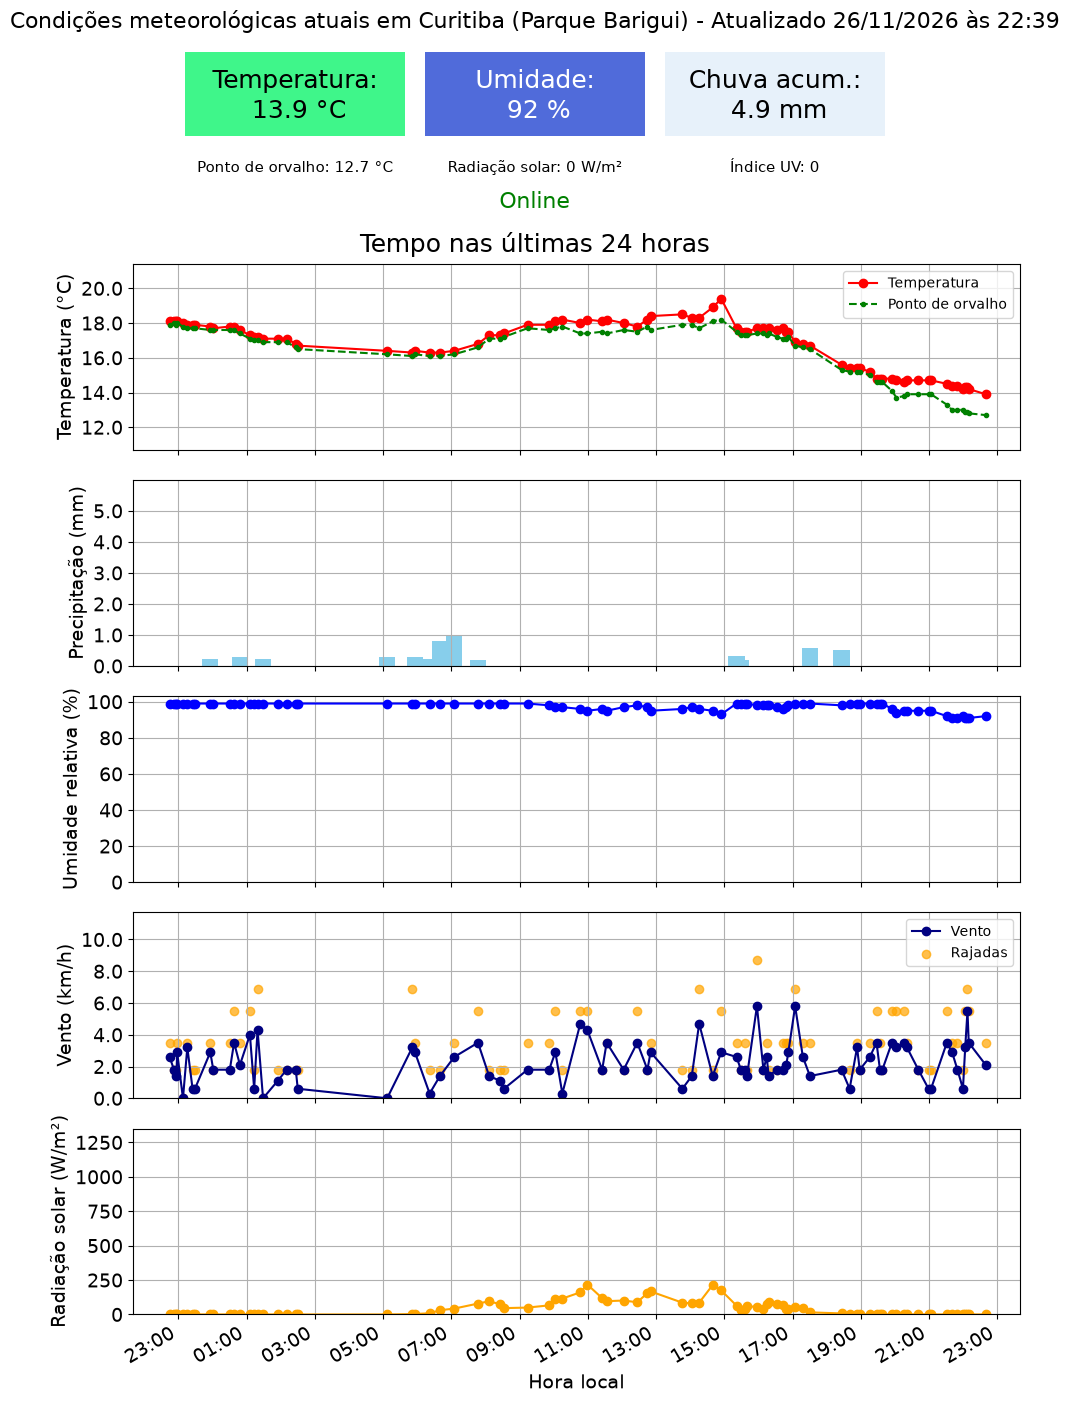 Condições meteorológicas atuais em Curitiba (Parque Barigui) - Atualizado 26/11/2026 às 22:39
Temperatura:
13.9 °C
Umidade:
92 %
Chuva acum.:
4.9 mm
Ponto de orvalho: 12.7 °C
Radiação solar: 0 W/m²
Índice UV: 0
Online
Tempo nas últimas 24 horas
Temperatura (°C)
20.0
18.0
16.0
14.0
12.0
Temperatura
Ponto de orvalho
Precipitação (mm)
5.0
4.0
3.0
2.0
1.0
0.0
Umidade relativa (%)
100
80
60
40
20
0
Vento (km/h)
10.0
8.0
6.0
4.0
2.0
0.0
Vento
Rajadas
Radiação solar (W/m²)
1250
1000
750
500
250
0
23:00
01:00
03:00
05:00
07:00
09:00
11:00
13:00
15:00
17:00
19:00
21:00
23:00
Hora local